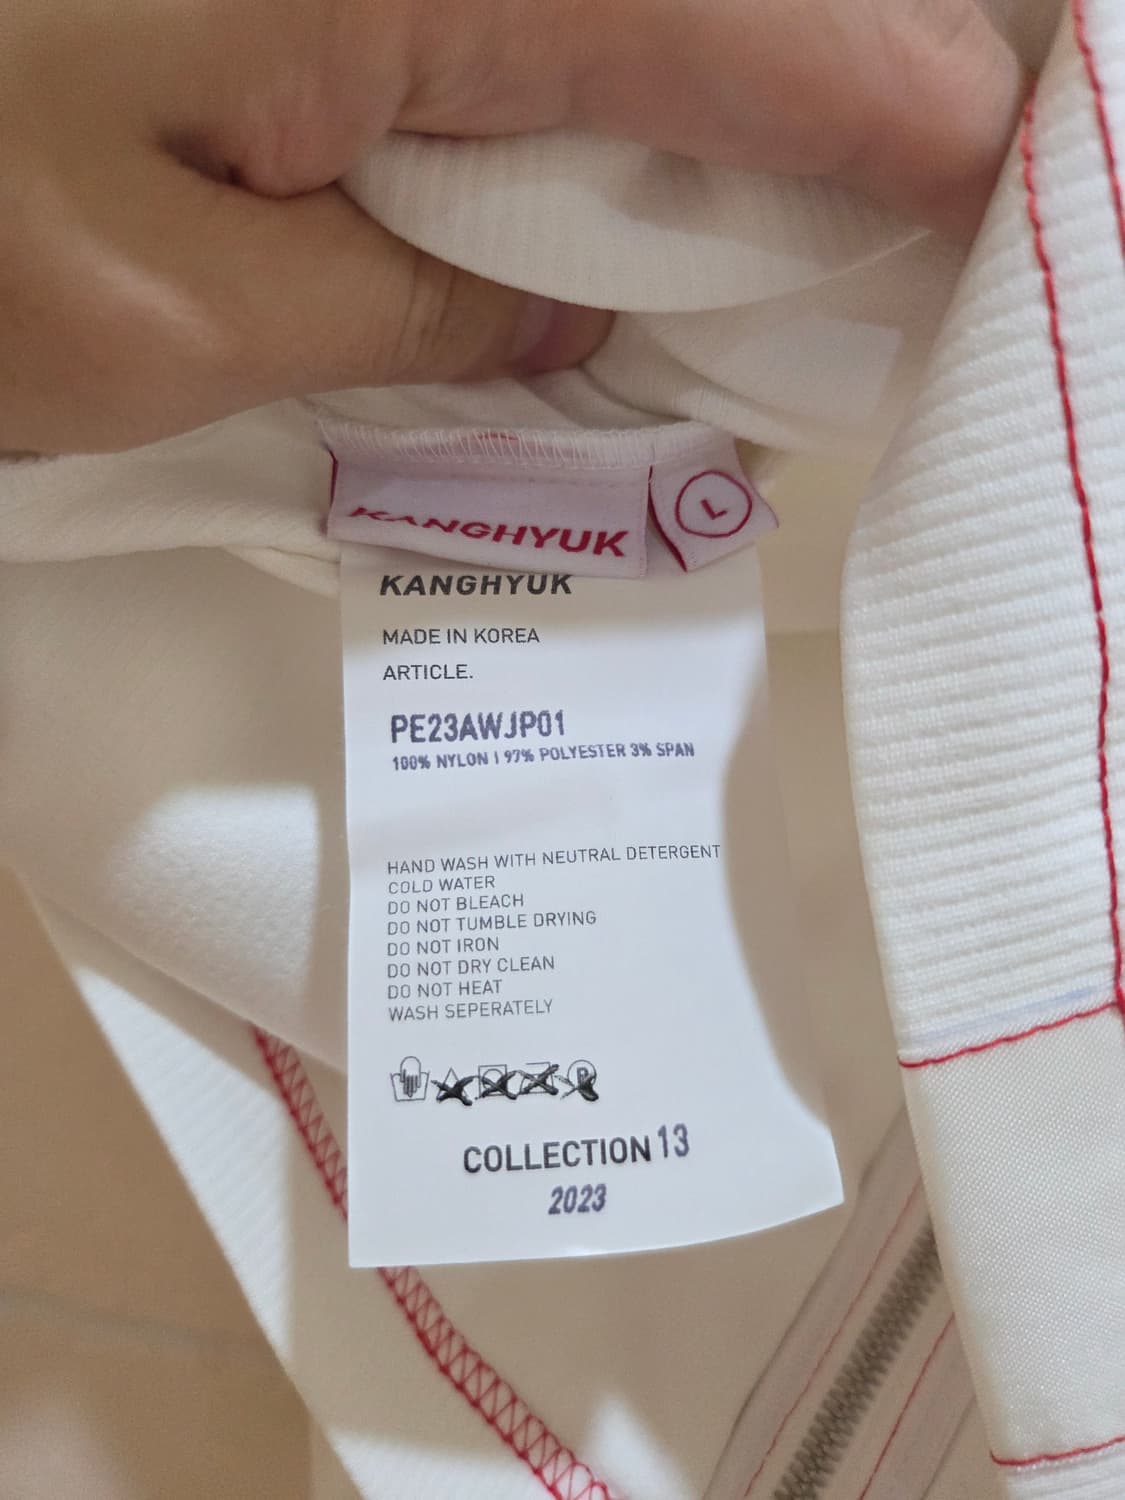 KANGHYUK
L
KANGHYUK
MADE IN KOREA
ARTICLE.
PE23AWJP01
100% NYLON | 97% POLYESTER 3% SPAN
HAND WASH WITH NEUTRAL DETERGENT
COLD WATER
DO NOT BLEACH
DO NOT TUMBLE DRYING
DO NOT IRON
DO NOT DRY CLEAN
DO NOT HEAT
WASH SEPERATELY
P
COLLECTION 13
2023